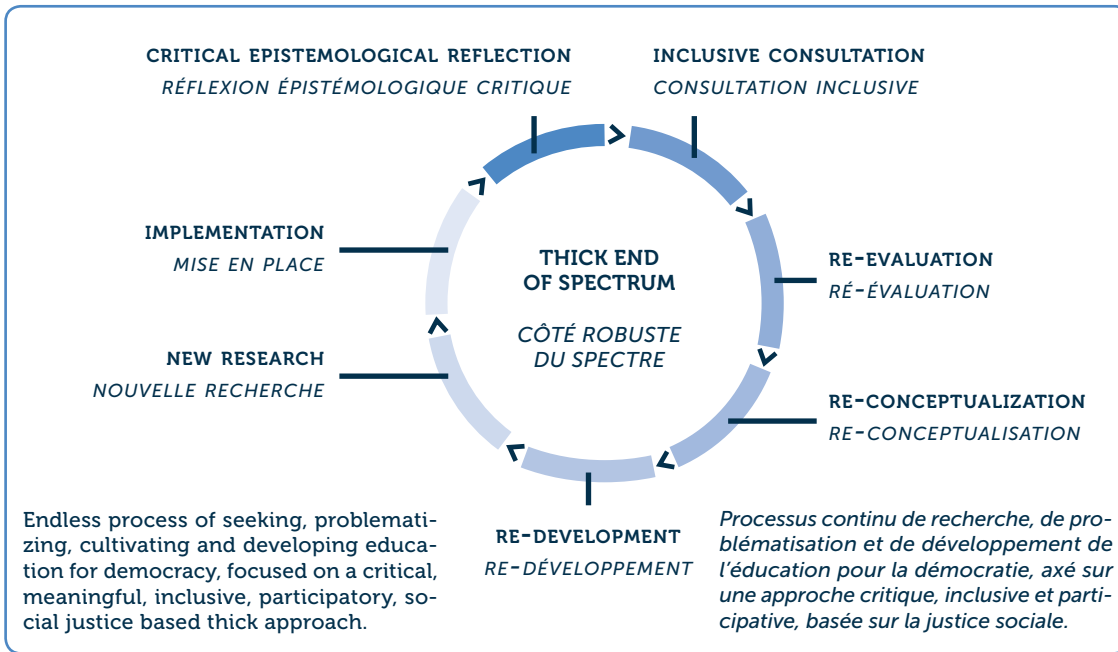 CRITICAL EPISTEMOLOGICAL REFLECTION
RÉFLEXION ÉPISTÉMOLOGIQUE CRITIQUE
INCLUSIVE CONSULTATION
CONSULTATION INCLUSIVE
RE-EVALUATION
RÉ-ÉVALUATION
RE-CONCEPTUALIZATION
RE-CONCEPTUALISATION
RE-DEVELOPMENT
RE-DÉVELOPPEMENT
NEW RESEARCH
NOUVELLE RECHERCHE
IMPLEMENTATION
MISE EN PLACE
THICK END
OF SPECTRUM
CÔTÉ ROBUSTE
DU SPECTRE
Endless process of seeking, problemati-
zing, cultivating and developing educa-
tion for democracy, focused on a critical,
meaningful, inclusive, participatory, so-
cial justice based thick approach.
Processus continu de recherche, de pro-
blématisation et de développement de
l'éducation pour la démocratie, axé sur
une approche critique, inclusive et parti-
cipative, basée sur la justice sociale.